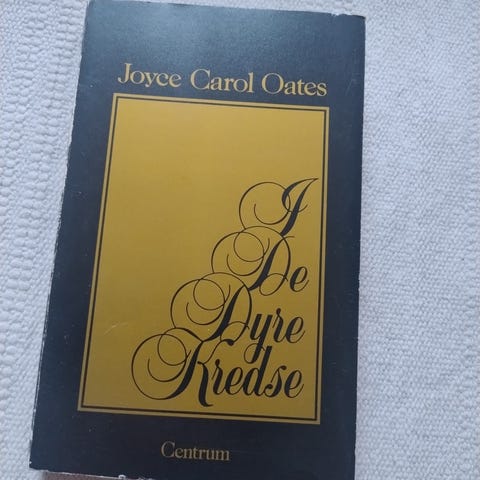 Joyce Carol Oates
I
De
Dyre
Kredse
Centrum